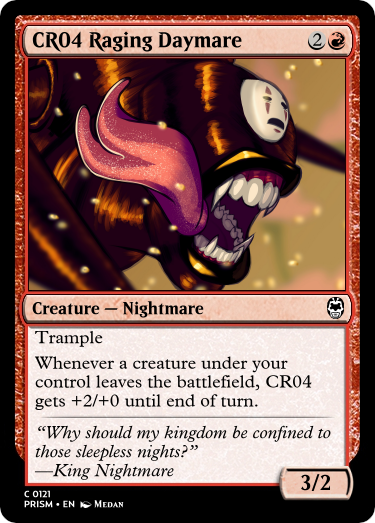 CR04 Raging Daymare 2
Creature — Nightmare
Trample
Whenever a creature under your
control leaves the battlefield, CR04
gets +2/+0 until end of turn.
“Why should my kingdom be confined to
those sleepless nights?”
—King Nightmare
3/2
C 0121
PRISM • EN Medan